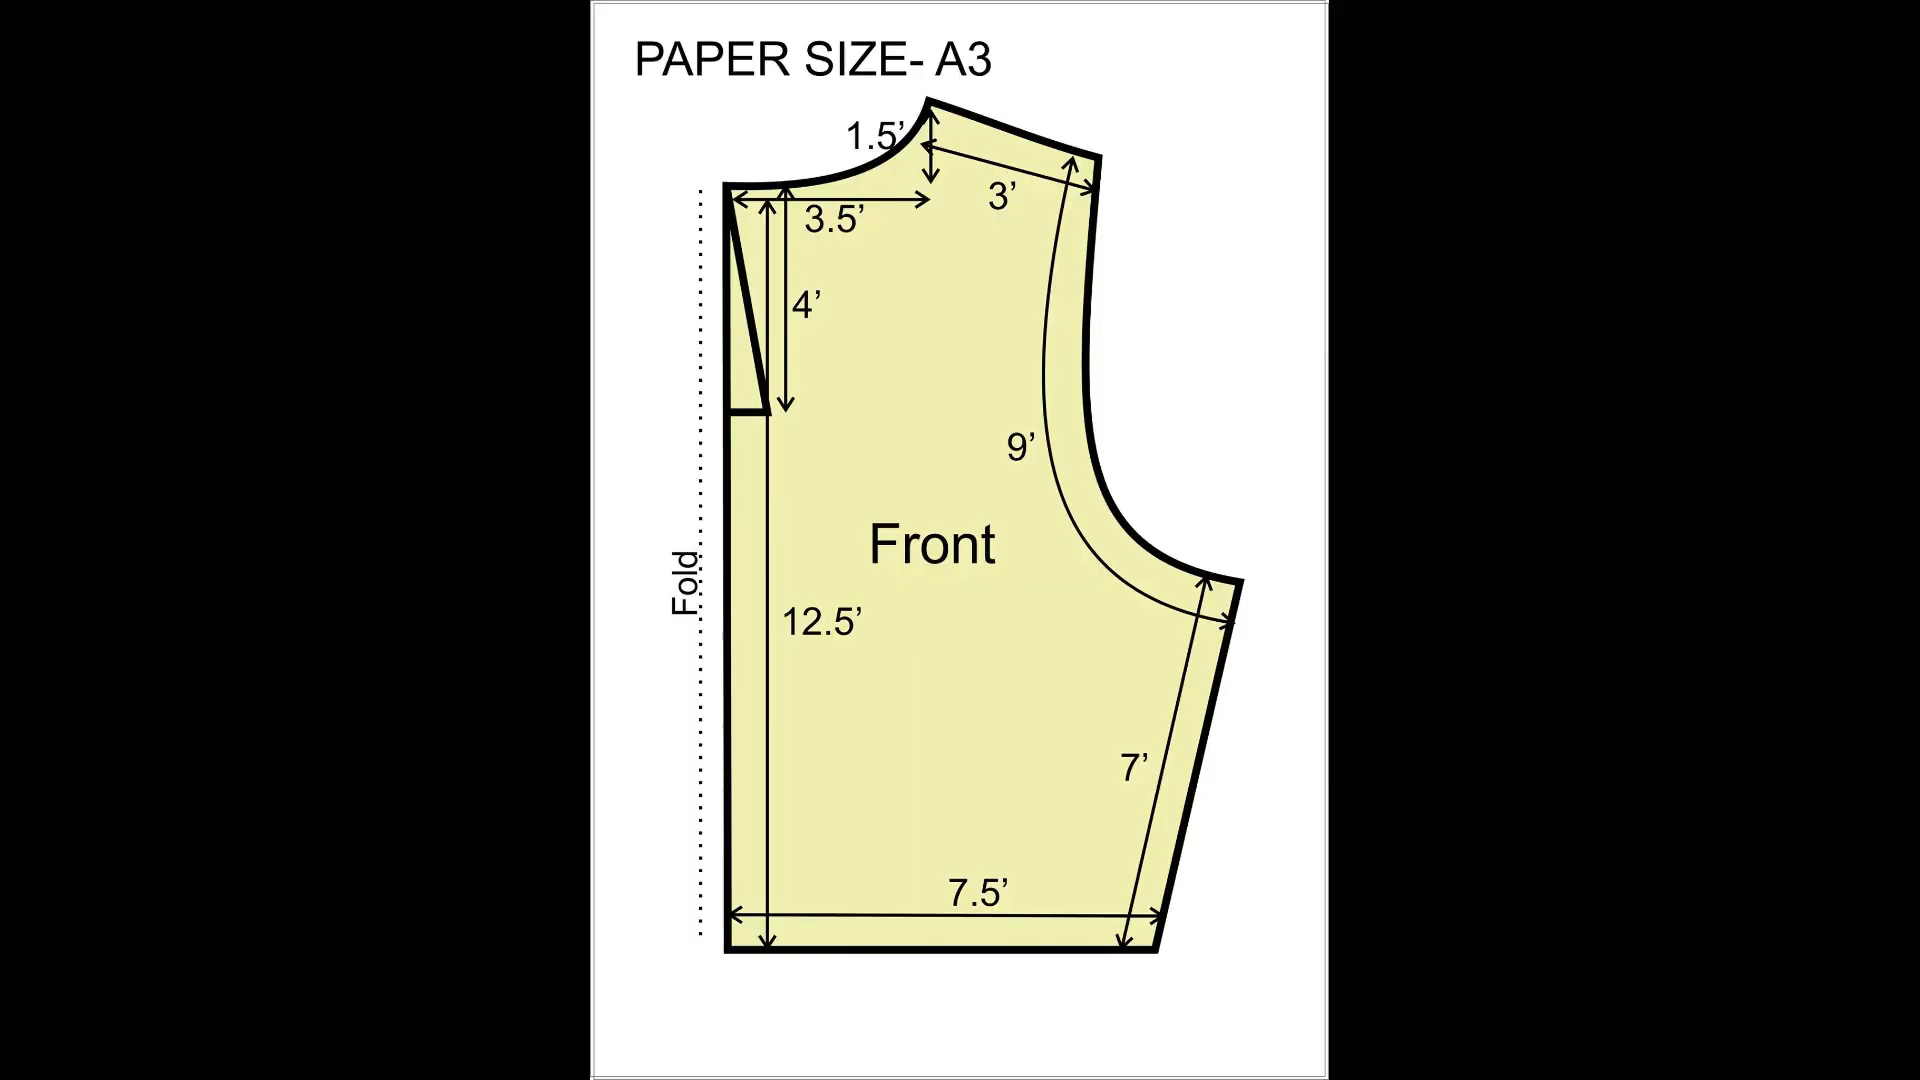 PAPER SIZE- A3
1.5’
3’
3.5’
4’
9’
Front
Fold
12.5’
7’
7.5’